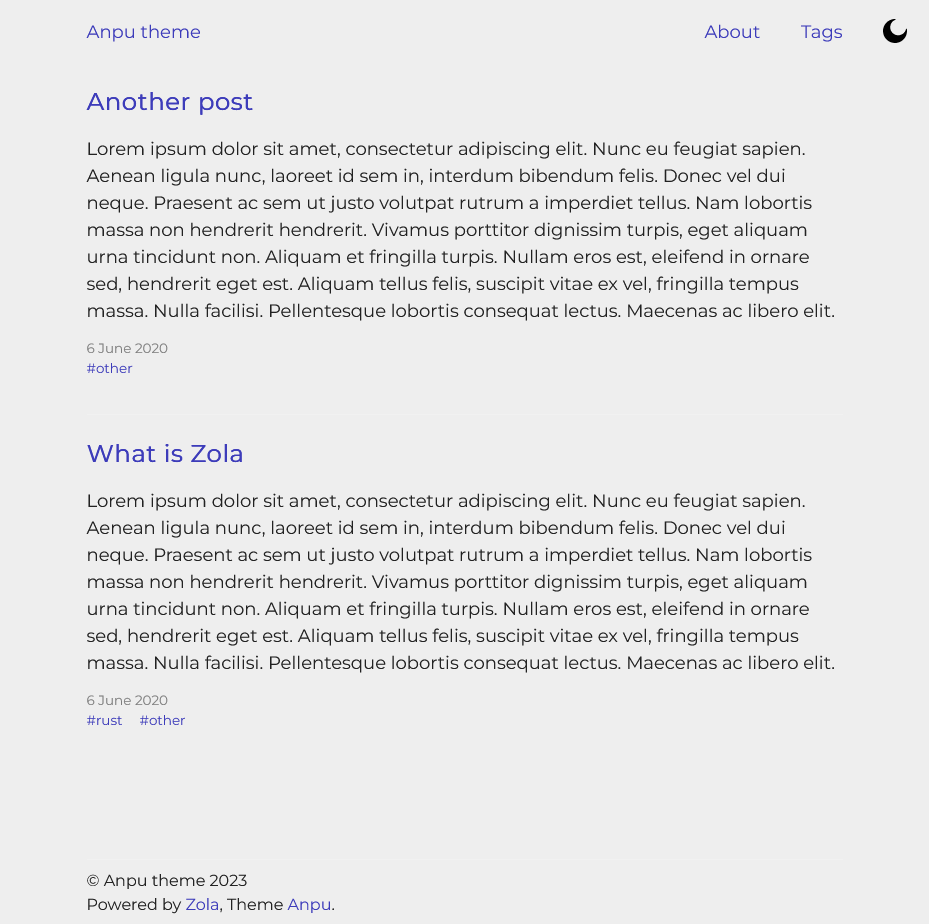 Anpu theme About Tags
Another post
Lorem ipsum dolor sit amet, consectetur adipiscing elit. Nunc eu feugiat sapien.
Aenean ligula nunc, laoreet id sem in, interdum bibendum felis. Donec vel dui
neque. Praesent ac sem ut justo volutpat rutrum a imperdiet tellus. Nam lobortis
massa non hendrerit hendrerit. Vivamus porttitor dignissim turpis, eget aliquam
urna tincidunt non. Aliquam et fringilla turpis. Nullam eros est, eleifend in ornare
sed, hendrerit eget est. Aliquam tellus felis, suscipit vitae ex vel, fringilla tempus
massa. Nulla facilisi. Pellentesque lobortis consequat lectus. Maecenas ac libero elit.
6 June 2020
#other
What is Zola
Lorem ipsum dolor sit amet, consectetur adipiscing elit. Nunc eu feugiat sapien.
Aenean ligula nunc, laoreet id sem in, interdum bibendum felis. Donec vel dui
neque. Praesent ac sem ut justo volutpat rutrum a imperdiet tellus. Nam lobortis
massa non hendrerit hendrerit. Vivamus porttitor dignissim turpis, eget aliquam
urna tincidunt non. Aliquam et fringilla turpis. Nullam eros est, eleifend in ornare
sed, hendrerit eget est. Aliquam tellus felis, suscipit vitae ex vel, fringilla tempus
massa. Nulla facilisi. Pellentesque lobortis consequat lectus. Maecenas ac libero elit.
6 June 2020
#rust #other
© Anpu theme 2023
Powered by Zola, Theme Anpu.